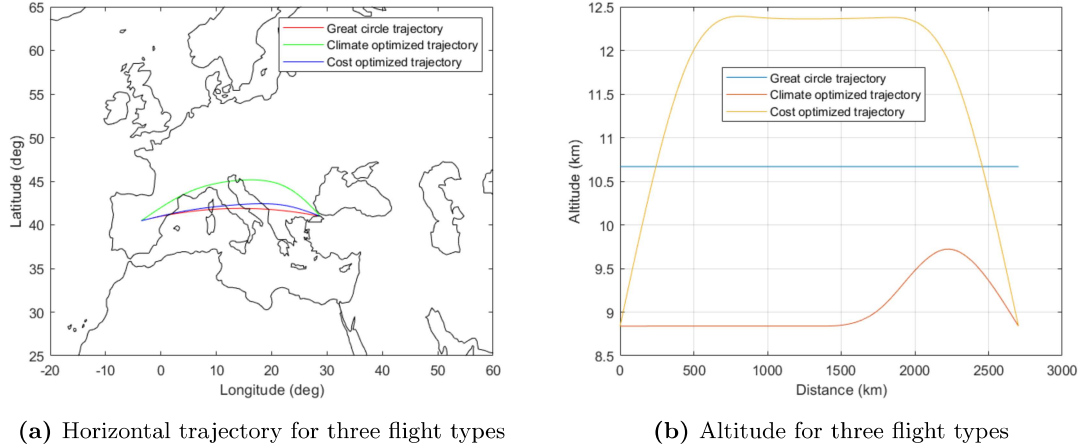 65
60
55
50
45
40
35
30
25
-20
-10
0
10
20
30
40
50
60
Latitude (deg)
Longitude (deg)
Great circle trajectory
Climate optimized trajectory
Cost optimized trajectory
(a) Horizontal trajectory for three flight types
12.5
12
11.5
11
10.5
10
9.5
9
8.5
0
500
1000
1500
2000
2500
3000
Altitude (km)
Distance (km)
Great circle trajectory
Climate optimized trajectory
Cost optimized trajectory
(b) Altitude for three flight types